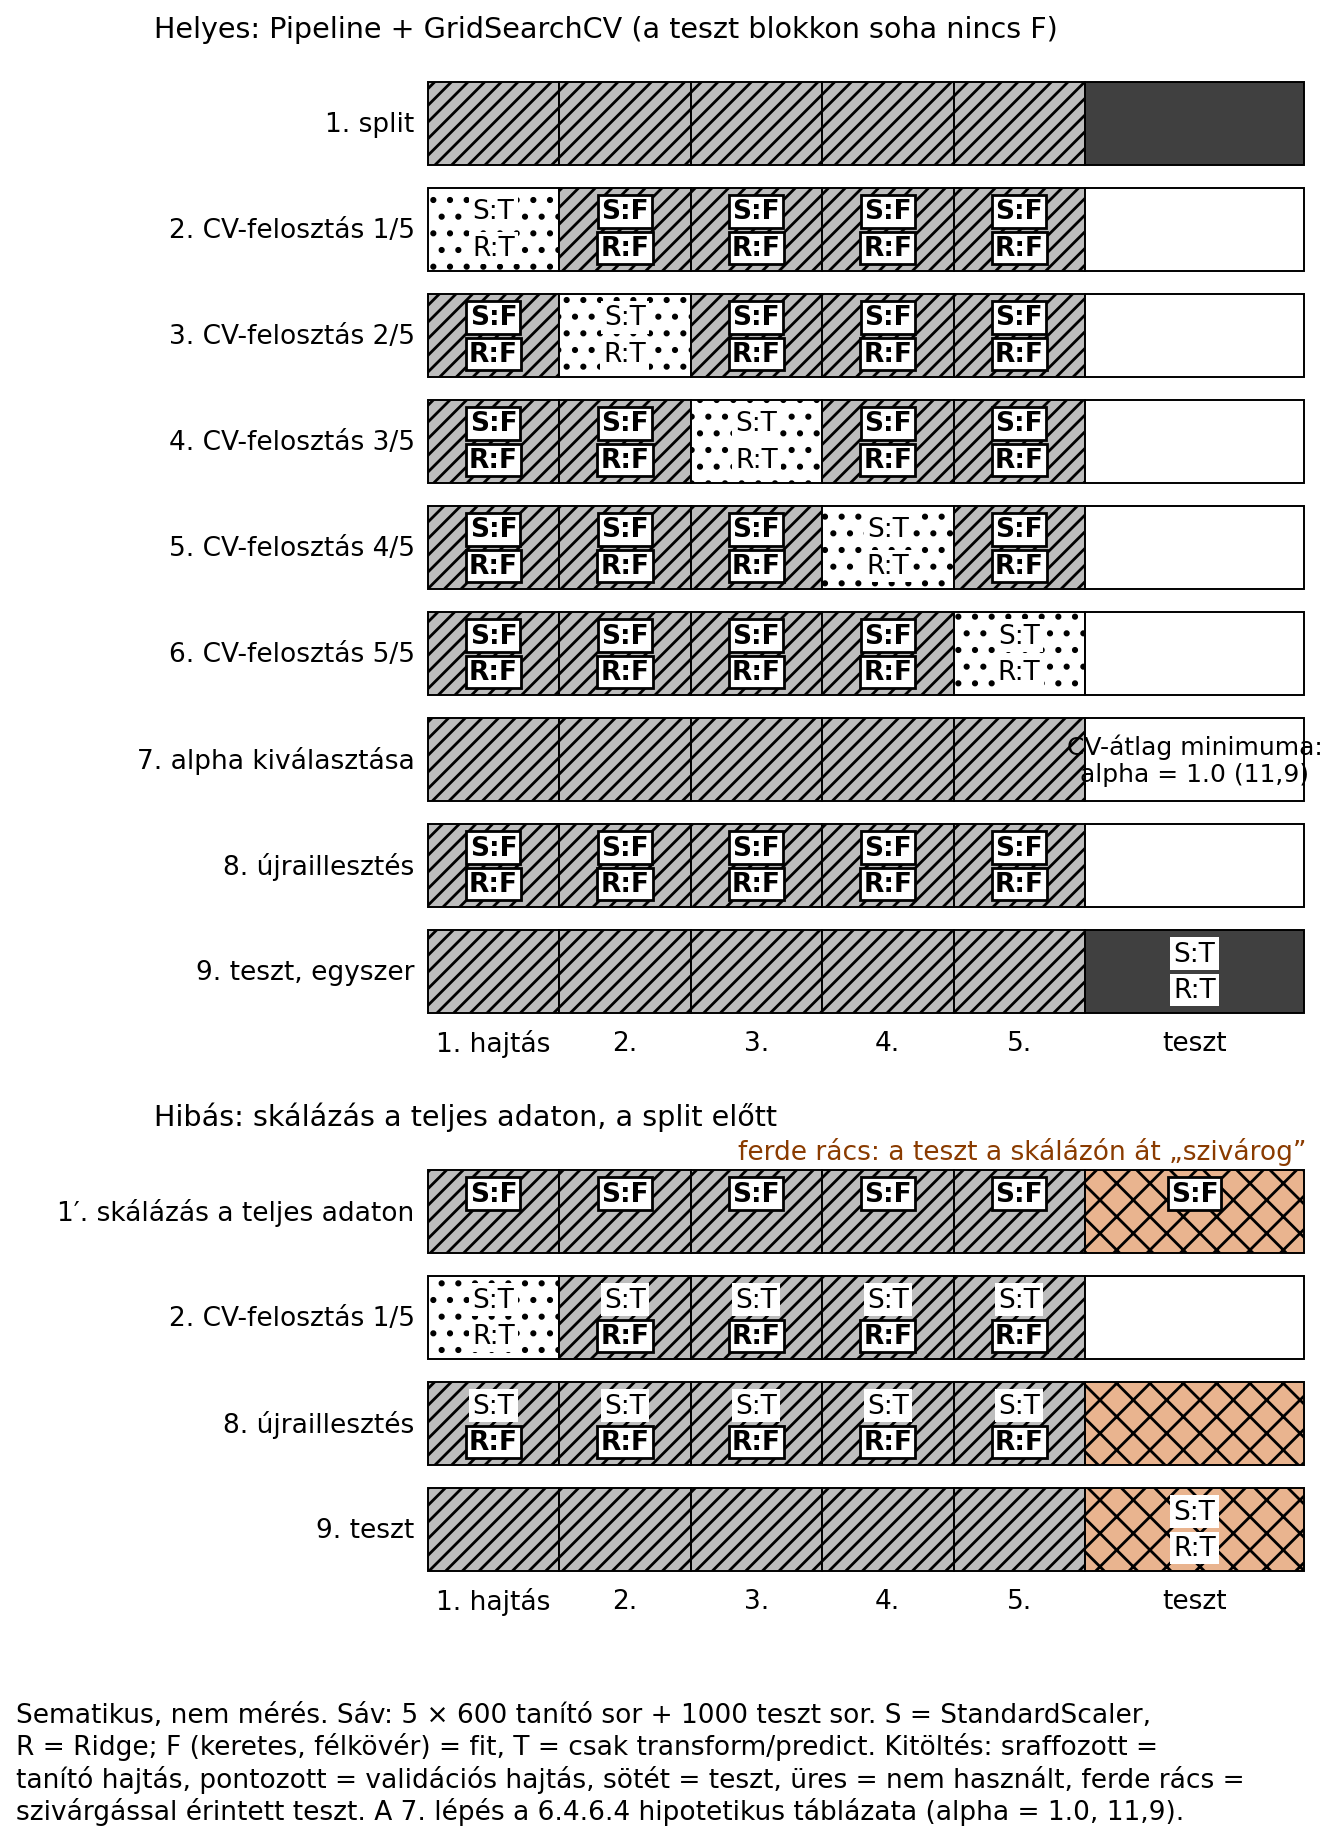 Helyes: Pipeline + GridSearchCV (a teszt blokkon soha nincs F)
1. split
2. CV-felosztás 1/5
S:T S:F S:F S:F S:F
R:T R:F R:F R:F R:F
3. CV-felosztás 2/5
S:F S:T S:F S:F S:F
R:F R:T R:F R:F R:F
4. CV-felosztás 3/5
S:F S:F S:T S:F S:F
R:F R:F R:T R:F R:F
5. CV-felosztás 4/5
S:F S:F S:F S:T S:F
R:F R:F R:F R:T R:F
6. CV-felosztás 5/5
S:F S:F S:F S:F S:T
R:F R:F R:F R:F R:T
7. alpha kiválasztása
CV-átlag minimuma:
alpha = 1.0 (11,9)
8. újraillesztés
S:F S:F S:F S:F S:F
R:F R:F R:F R:F R:F
9. teszt, egyszer
S:T
R:T
1. hajtás 2. 3. 4. 5. teszt
Hibás: skálázás a teljes adaton, a split előtt
ferde rács: a teszt a skálázón át „szivárog”
1′. skálázás a teljes adaton
S:F S:F S:F S:F S:F S:F
2. CV-felosztás 1/5
S:T S:T S:T S:T S:T
R:T R:F R:F R:F R:F
8. újraillesztés
S:T S:T S:T S:T S:T
R:F R:F R:F R:F R:F
9. teszt
S:T
R:T
1. hajtás 2. 3. 4. 5. teszt
Sematikus, nem mérés. Sáv: 5 × 600 tanító sor + 1000 teszt sor. S = StandardScaler,
R = Ridge; F (keretes, félkövér) = fit, T = csak transform/predict. Kitöltés: sraffozott =
tanító hajtás, pontozott = validációs hajtás, sötét = teszt, üres = nem használt, ferde rács =
szivárgással érintett teszt. A 7. lépés a 6.4.6.4 hipotetikus táblázata (alpha = 1.0, 11,9).